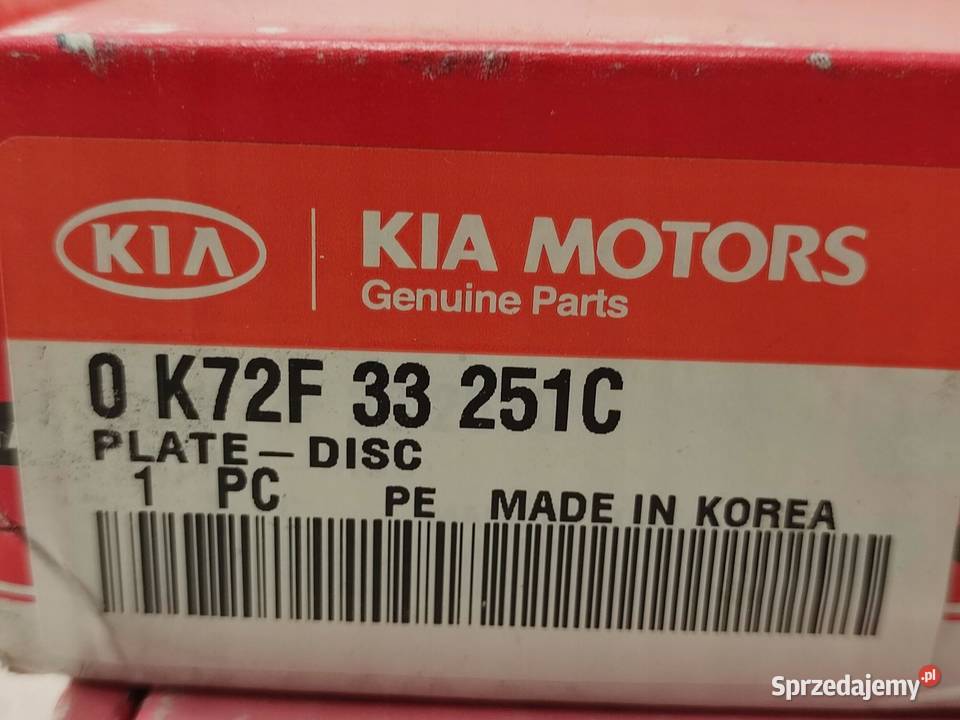 KIA
KIA MOTORS
Genuine Parts
0 K72F 33 251C
PLATE-DISC
1 PC PE MADE IN KOREA
Sprzedajemy.pl